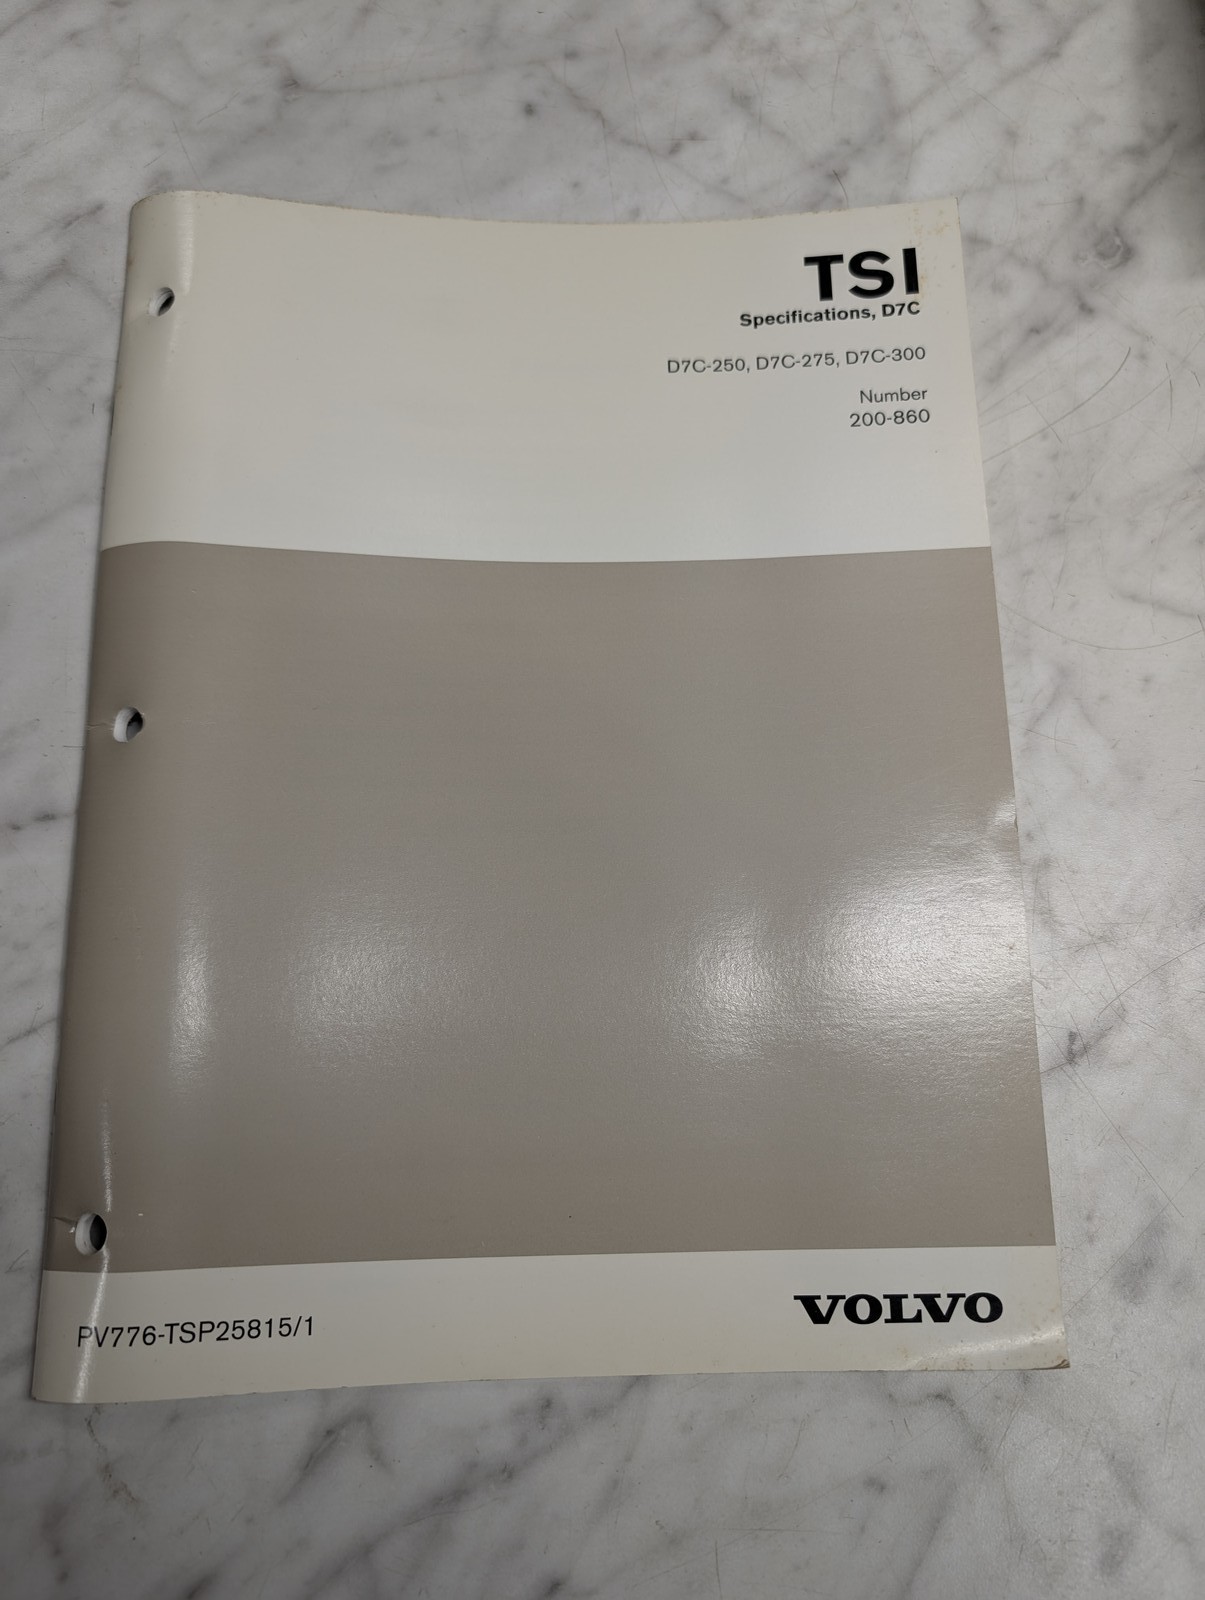 TSI
Specifications, D7C
D7C-250, D7C-275, D7C-300
Number
200-860
PV776-TSP25815/1
VOLVO